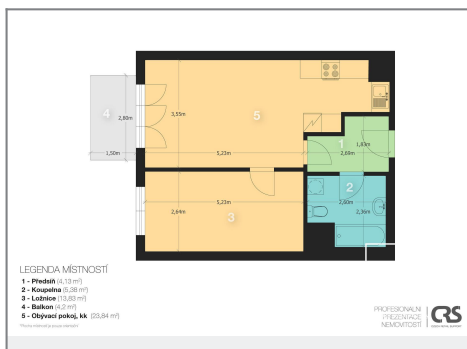 4
2,80m
1,50m
3,55m
5
5,23m
1
1,83m
2,69m
2
2,60m
2,36m
5,23m
2,64m
3
LEGENDA MÍSTNOSTÍ
1 - Předsíň (4,13 m²)
2 - Koupelna (5,38 m²)
3 - Ložnice (13,83 m²)
4 - Balkon (4,2 m²)
5 - Obývací pokoj, kk (23,84 m²)
PROFESIONÁLNÍ
PREZENTACE
NEMOVITOSTÍ
CRS